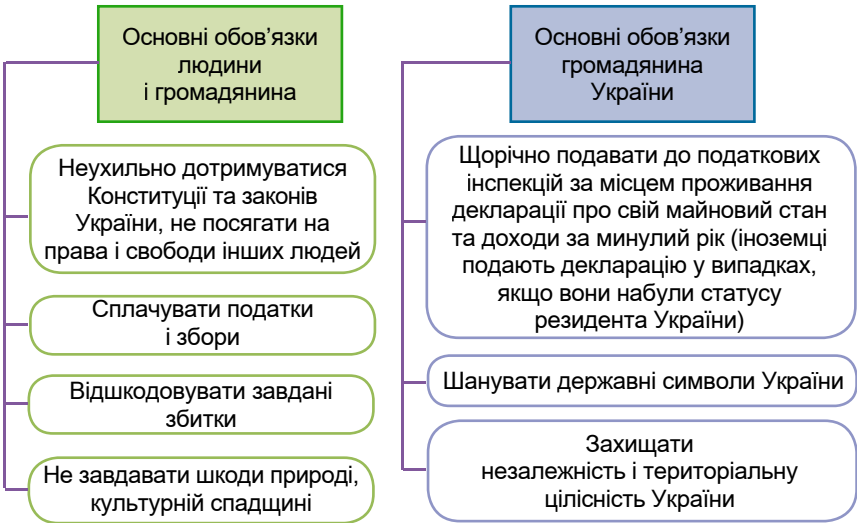 Основні обов’язки
людини
і громадянина
Неухильно дотримуватися
Конституції та законів
України, не посягати на
права і свободи інших людей
Сплачувати податки
і збори
Відшкодовувати завдані
збитки
Не завдавати шкоди природі,
культурній спадщині
Основні обов’язки
громадянина
України
Щорічно подавати до податкових
інспекцій за місцем проживання
декларації про свій майновий стан
та доходи за минулий рік (іноземці
подають декларацію у випадках,
якщо вони набули статусу
резидента України)
Шанувати державні символи України
Захищати
незалежність і територіальну
цілісність України